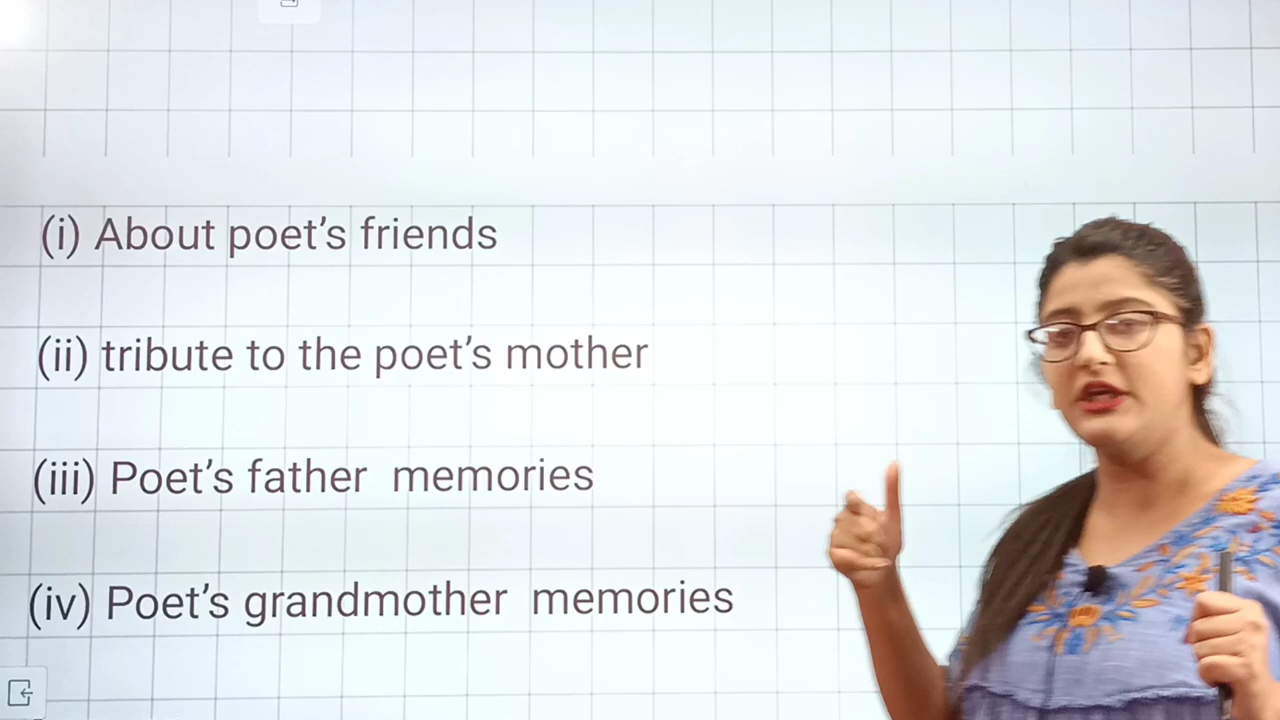 (i) About poet's friends
(ii) tribute to the poet's mother
(iii) Poet's father memories
(iv) Poet's grandmother memories